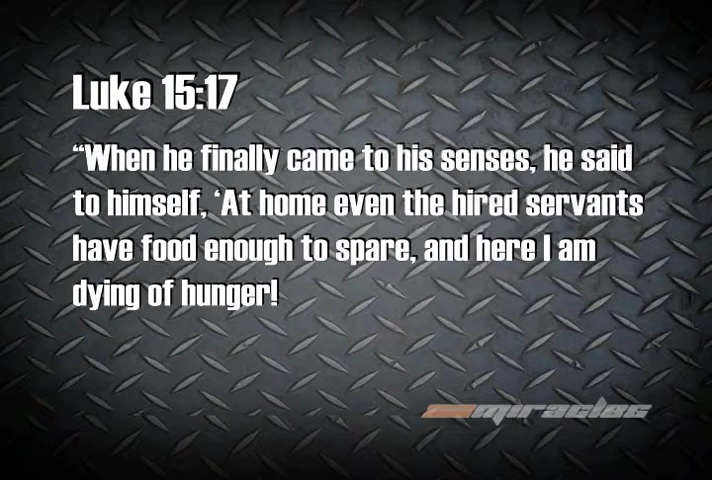 Luke 15:17
“When he finally came to his senses, he said
to himself, ‘At home even the hired servants
have food enough to spare, and here I am
dying of hunger!
miracles